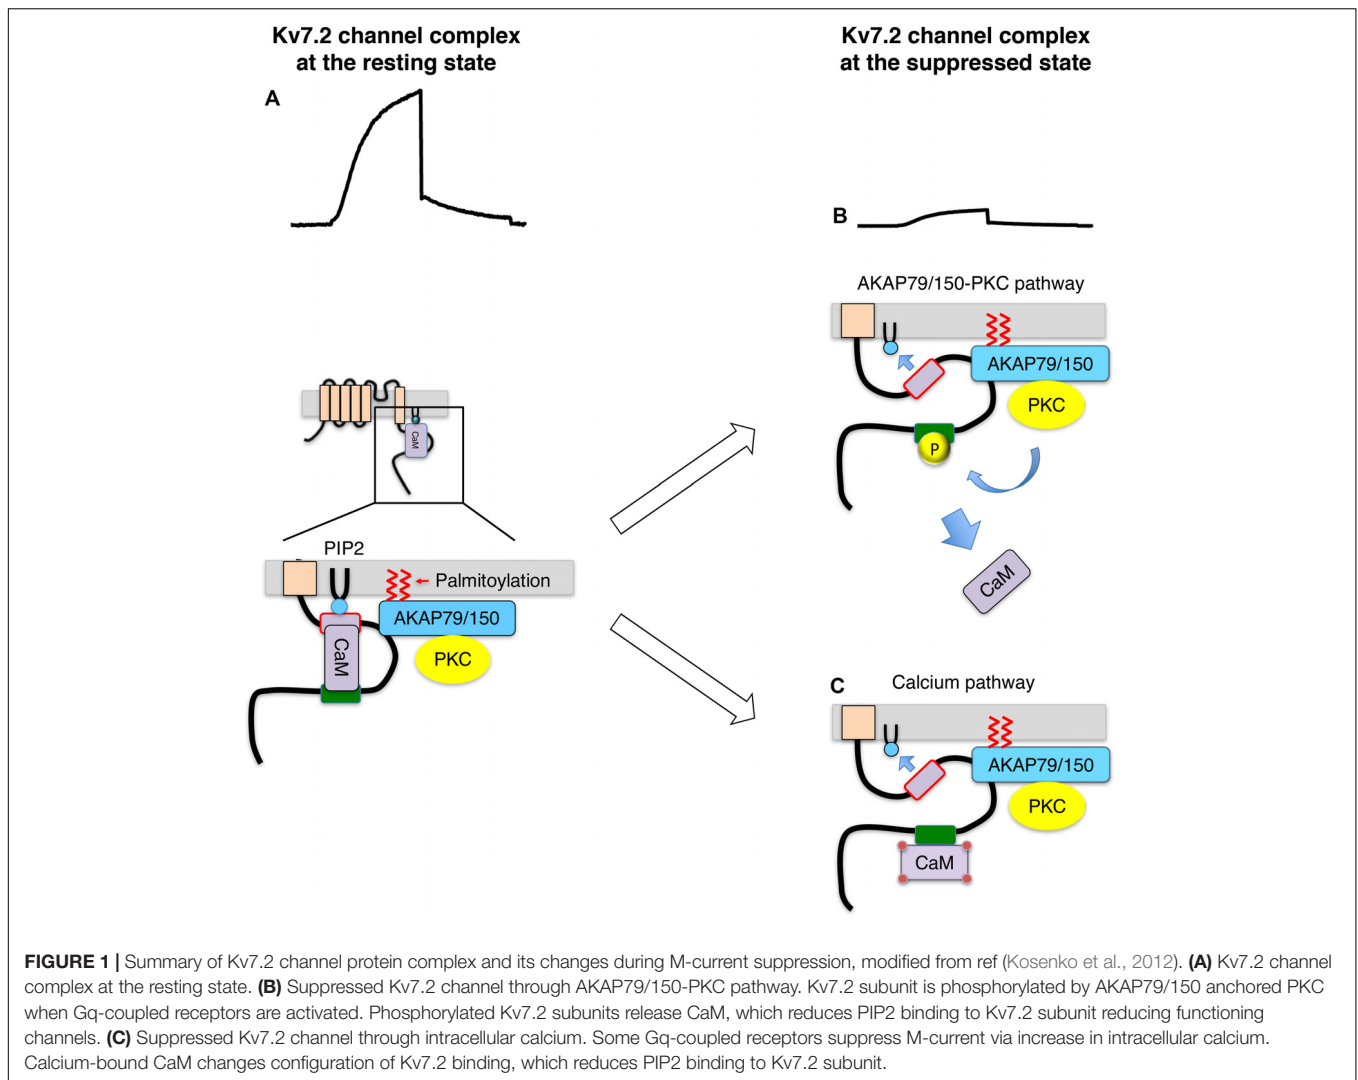 Kv7.2 channel complex
at the resting state
Kv7.2 channel complex
at the suppressed state
A
B
AKAP79/150-PKC pathway
AKAP79/150
PKC
P
CaM
CaM
PIP2
Palmitoylation
AKAP79/150
CaM
PKC
C
Calcium pathway
AKAP79/150
PKC
CaM
FIGURE 1 | Summary of Kv7.2 channel protein complex and its changes during M-current suppression, modified from ref (Kosenko et al., 2012). (A) Kv7.2 channel
complex at the resting state. (B) Suppressed Kv7.2 channel through AKAP79/150-PKC pathway. Kv7.2 subunit is phosphorylated by AKAP79/150 anchored PKC
when Gq-coupled receptors are activated. Phosphorylated Kv7.2 subunits release CaM, which reduces PIP2 binding to Kv7.2 subunit reducing functioning
channels. (C) Suppressed Kv7.2 channel through intracellular calcium. Some Gq-coupled receptors suppress M-current via increase in intracellular calcium.
Calcium-bound CaM changes configuration of Kv7.2 binding, which reduces PIP2 binding to Kv7.2 subunit.